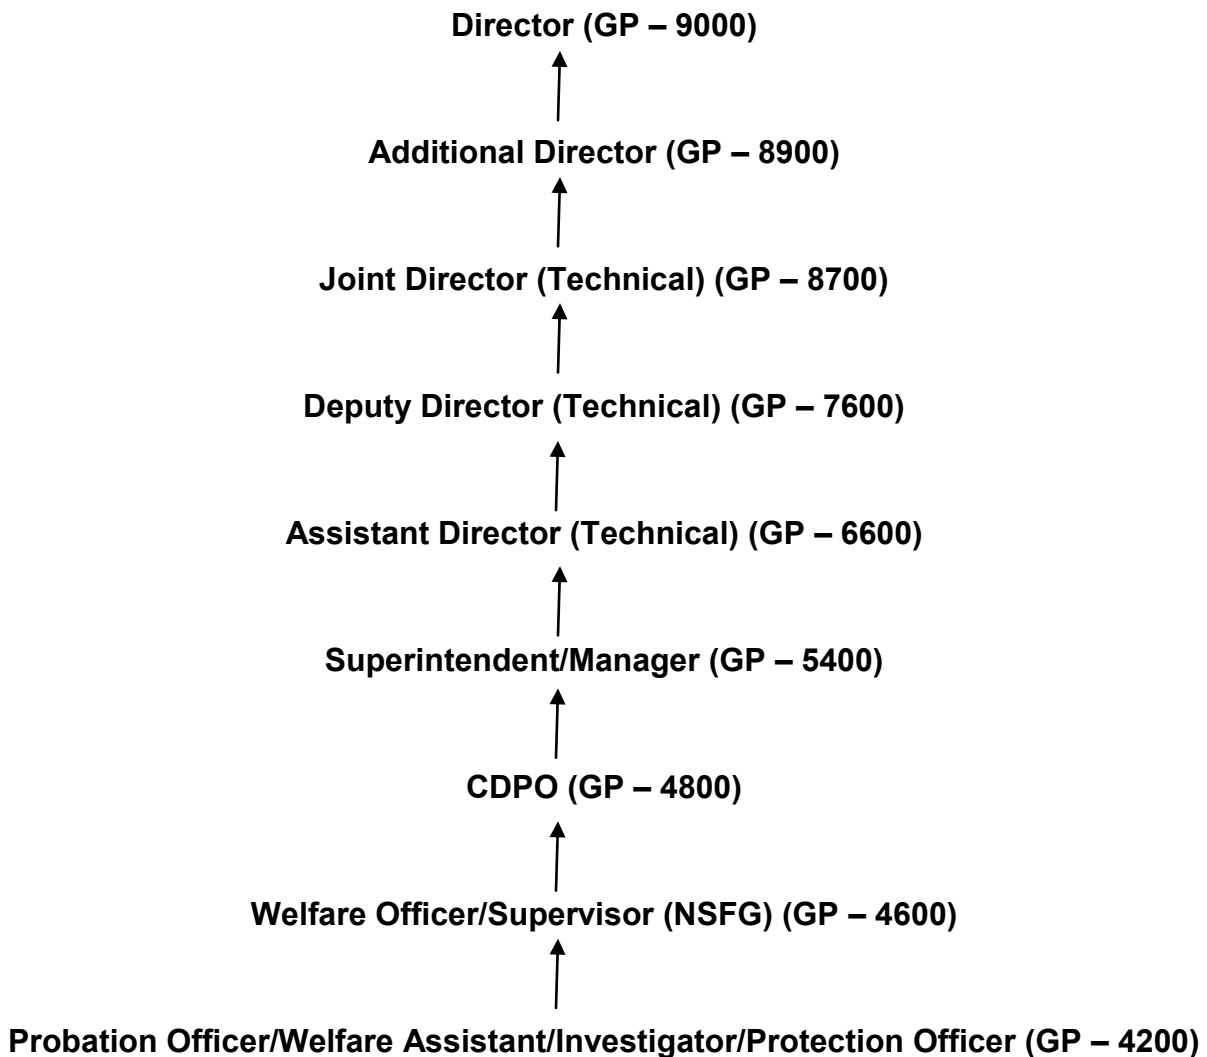 Director (GP – 9000)
Additional Director (GP – 8900)
Joint Director (Technical) (GP – 8700)
Deputy Director (Technical) (GP – 7600)
Assistant Director (Technical) (GP – 6600)
Superintendent/Manager (GP – 5400)
CDPO (GP – 4800)
Welfare Officer/Supervisor (NSFG) (GP – 4600)
Probation Officer/Welfare Assistant/Investigator/Protection Officer (GP – 4200)